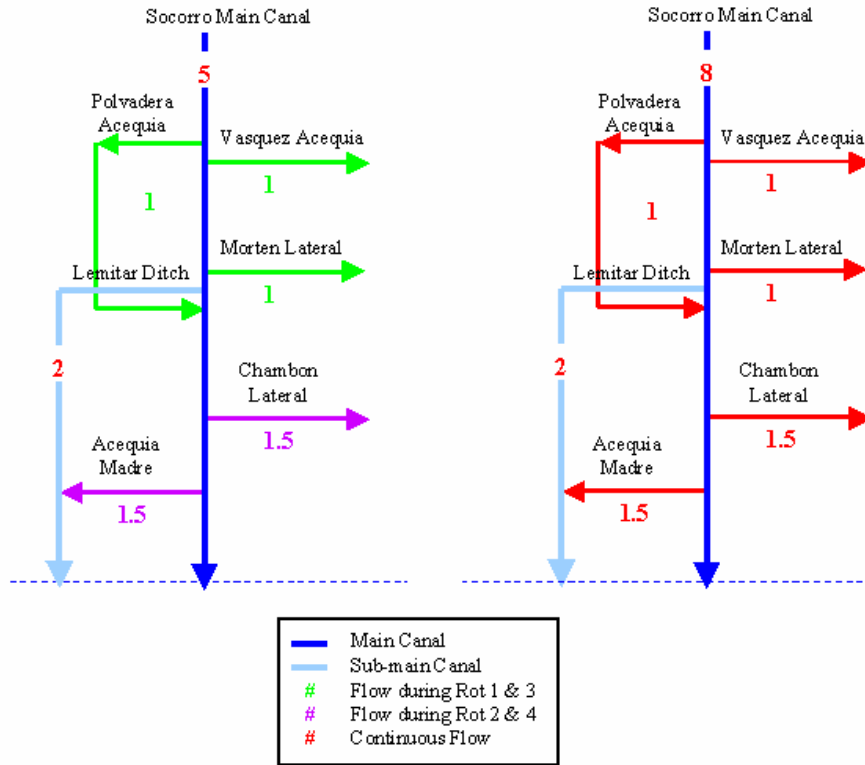 Socorro Main Canal
5
Polvadera
Acequia
Vasquez Acequia
1
1
Morten Lateral
Lemitar Ditch
1
2
Chambon
Lateral
1.5
Acequia
Madre
1.5
Socorro Main Canal
8
Polvadera
Acequia
Vasquez Acequia
1
1
Morten Lateral
Lemitar Ditch
1
2
Chambon
Lateral
1.5
Acequia
Madre
1.5
Main Canal
Sub-main Canal
# Flow during Rot 1 & 3
# Flow during Rot 2 & 4
# Continuous Flow